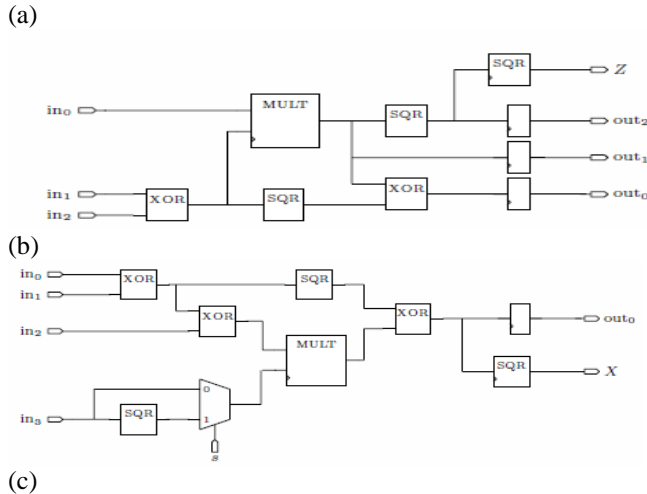 (a)
SQR Z
in0 MULT SQR out2
out1
in1 XOR SQR XOR out0
in2
(b)
in0 XOR SQR
in1 XOR out0
in2 XOR MULT
SQR X
0
in3 SQR 1
s
(c)